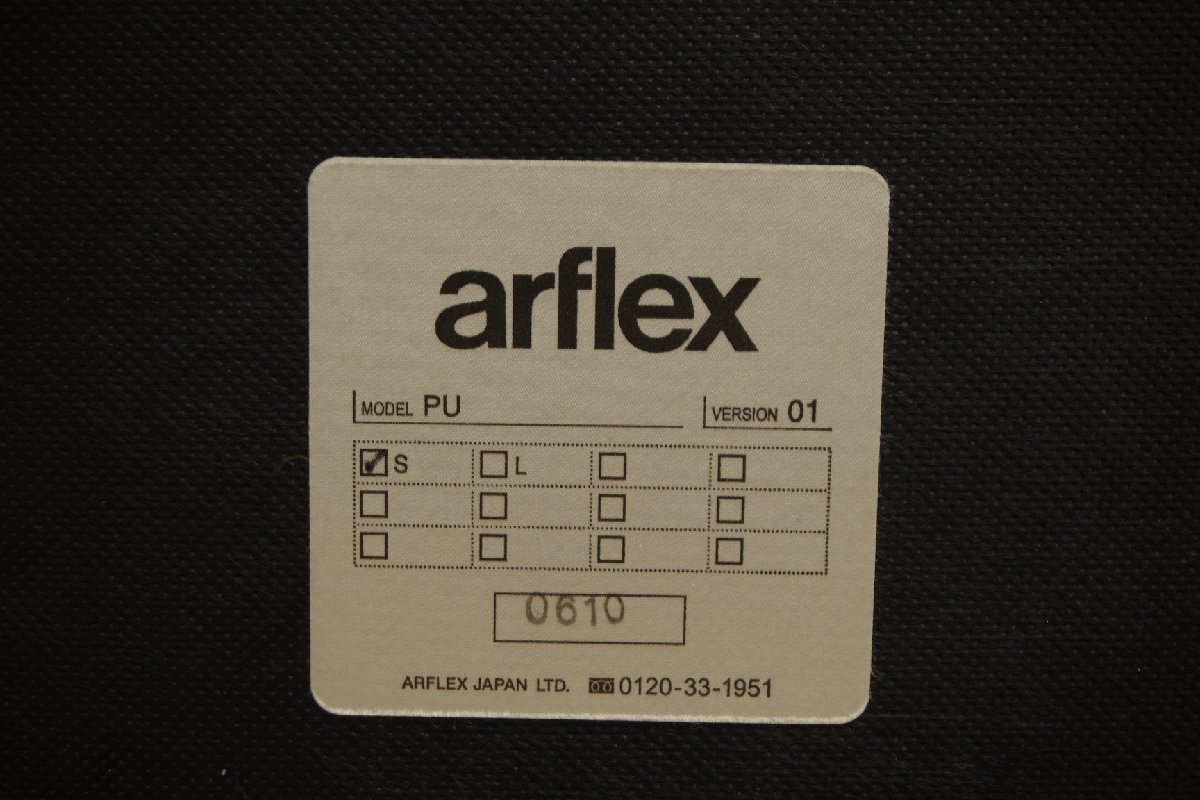 arflex
MODEL PU VERSION 01
S L
0610
ARFLEX JAPAN LTD. 0120-33-1951